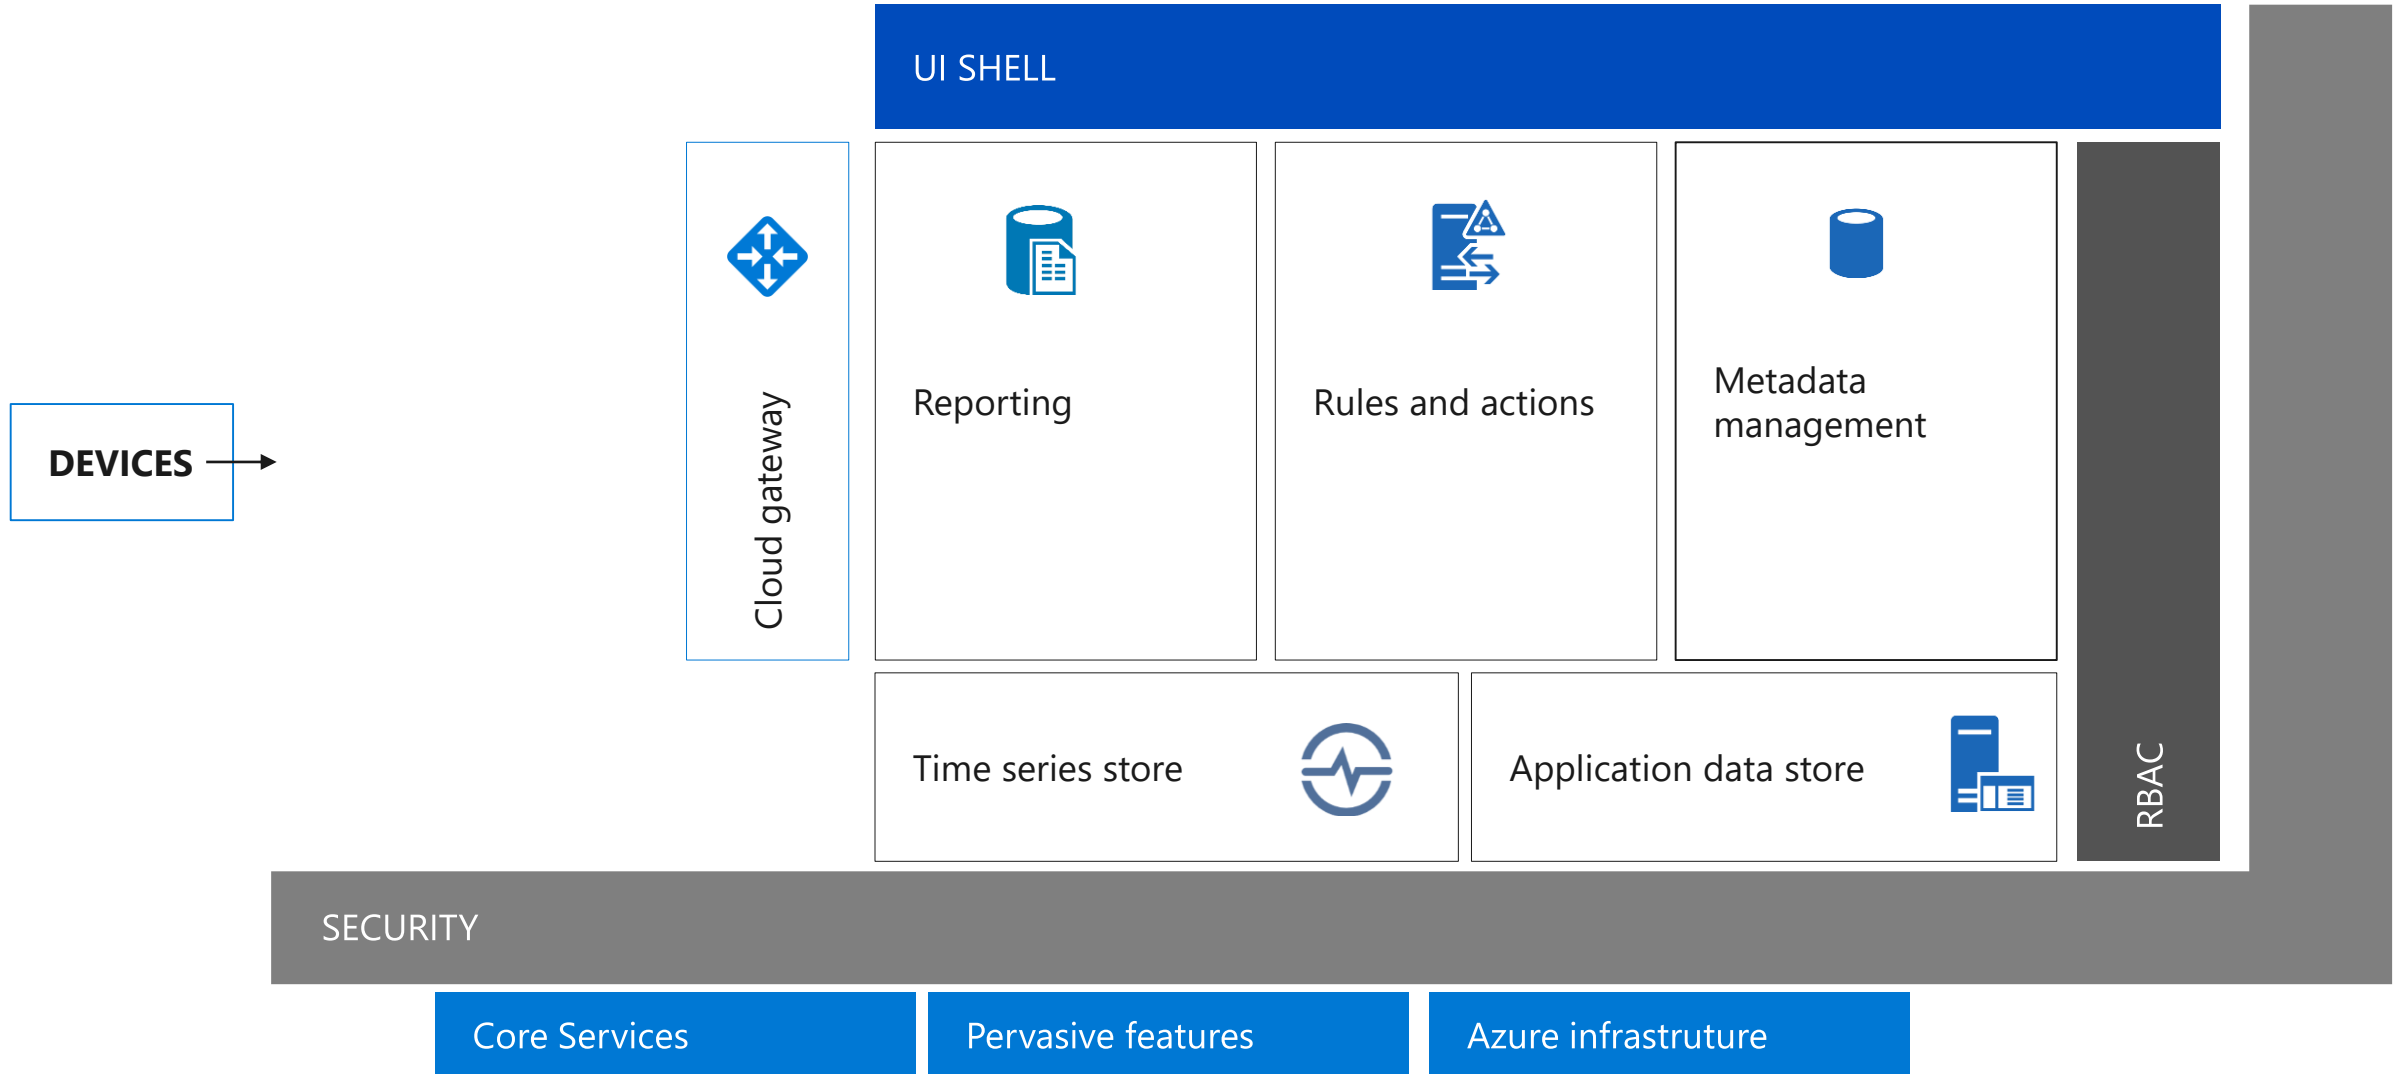 UI SHELL
DEVICES
Cloud gateway
Reporting
Rules and actions
Metadata
management
Time series store
Application data store
RBAC
SECURITY
Core Services
Pervasive features
Azure infrastruture